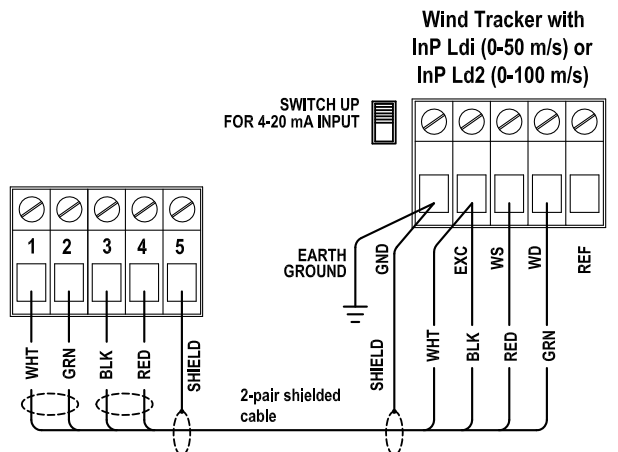 Wind Tracker with
InP Ldi (0-50 m/s) or
InP Ld2 (0-100 m/s)
SWITCH UP
FOR 4-20 mA INPUT
1 2 3 4 5
EARTH
GROUND
GND
EXC
WS
WD
REF
WHT
GRN
BLK
RED
SHIELD
2-pair shielded
cable
SHIELD
WHT
BLK
RED
GRN